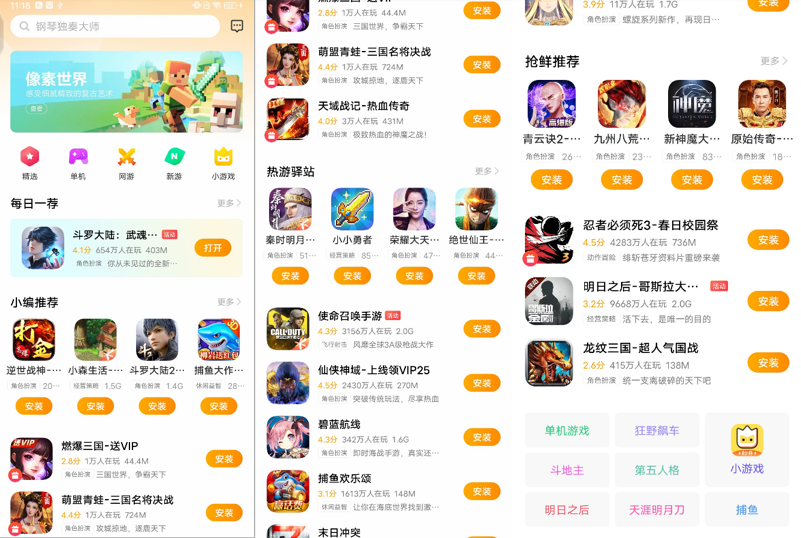 11:16
钢琴独奏大师
像素世界
感受细腻精致的复古艺术
精选
单机
网游
新游
小游戏
每日一荐
更多
斗罗大陆：武魂… 活动
4.1分 654万人在玩 403M
角色扮演 你从未见过的全新…
打开
小编推荐
更多
逆世战神-…
角色扮演 20…
安装
小森生活-…
经营策略 1.5G
安装
斗罗大陆2…
角色扮演 1.4G
安装
捕鱼大作…
休闲益智 28…
安装
燃爆三国-送VIP
2.8分 1万人在玩 44.4M
角色扮演 三国世界，争霸天下
安装
萌盟青蛙-三国名将决战
4.4分 1万人在玩 724M
角色扮演 攻城掠地，逐鹿天下
安装
2.8分 1万人在玩 44.4M
角色扮演 三国世界，争霸天下
安装
萌盟青蛙-三国名将决战
4.4分 1万人在玩 724M
角色扮演 攻城掠地，逐鹿天下
安装
天域战记-热血传奇
4.0分 3万人在玩 431M
角色扮演 极致热血的神魔之战!
安装
热游驿站
更多
秦时明月…
角色扮演 51…
安装
小小勇者
经营策略 85…
安装
荣耀大天…
角色扮演 47…
安装
绝世仙王-…
角色扮演 44…
安装
使命召唤手游 活动
4.3分 3156万人在玩 2.0G
飞行射击 风靡全球3A级枪战大作
安装
仙侠神域-上线领VIP25
4.5分 2430万人在玩 270M
角色扮演 突破传统玩法，尽享热血
安装
碧蓝航线
4.3分 342万人在玩 1.6G
角色扮演 即时海战手游，真实还…
安装
捕鱼欢乐颂
3.1分 1613万人在玩 148M
休闲益智 让你在海底世界找到激…
安装
末日冲突
3.9分 11万人在玩 1.7G
角色扮演 螺旋系列新作，再现日…
安装
抢鲜推荐
更多
青云诀2-…
角色扮演 26…
安装
九州八荒…
角色扮演 23…
安装
新神魔大…
角色扮演 83…
安装
原始传奇-…
角色扮演 18…
安装
忍者必须死3-春日校园祭
4.5分 4283万人在玩 736M
动作冒险 绯斩苍牙资料片重磅来袭
安装
明日之后-哥斯拉大… 活动
3.2分 9668万人在玩 2.0G
经营策略 活下去，是唯一的目的
安装
龙纹三国-超人气国战
2.6分 415万人在玩 138M
角色扮演 统一支离破碎的天下吧
安装
单机游戏
狂野飙车
小游戏
斗地主
第五人格
明日之后
天涯明月刀
捕鱼